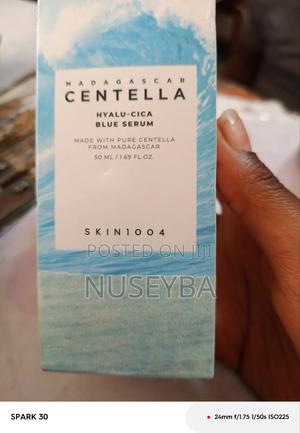 MADAGASCAR
CENTELLA
HYALU-CICA
BLUE SERUM
MADE WITH PURE CENTELLA
FROM MADAGASCAR
50 ML / 1.69 FL.OZ.
SKIN1004
POSTED ON JIJI
NUSEYBA
SPARK 30
24mm f/1.75 1/50s ISO225